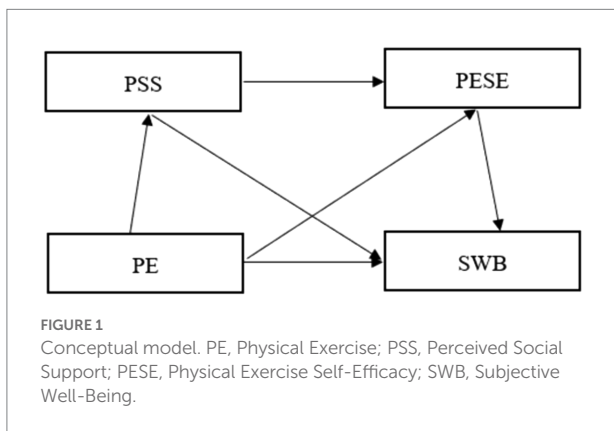 PSS
PESE
PE
SWB
FIGURE 1
Conceptual model. PE, Physical Exercise; PSS, Perceived Social
Support; PESE, Physical Exercise Self-Efficacy; SWB, Subjective
Well-Being.